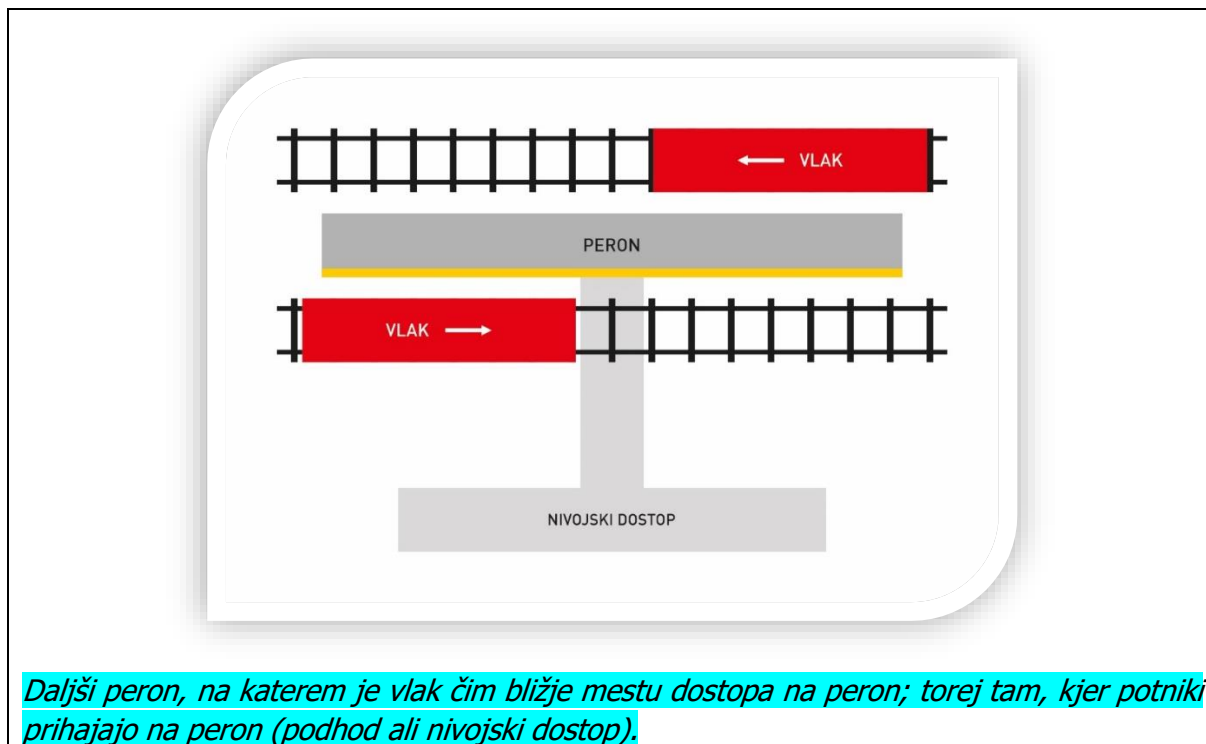 VLAK
PERON
VLAK
NIVOJSKI DOSTOP
Daljši peron, na katerem je vlak čim bližje mestu dostopa na peron; torej tam, kjer potniki
prihajajo na peron (podhod ali nivojski dostop).